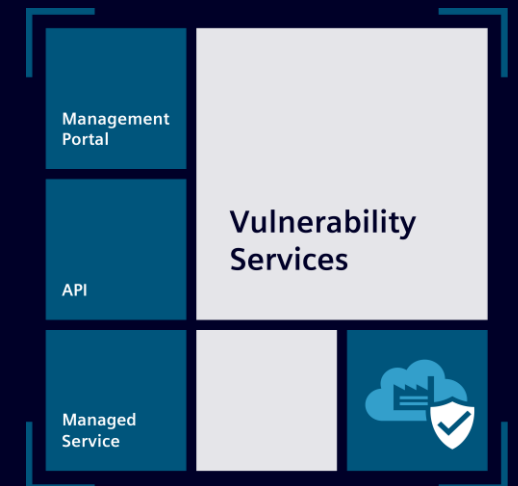 Management
Portal
Vulnerability
Services
API
Managed
Service